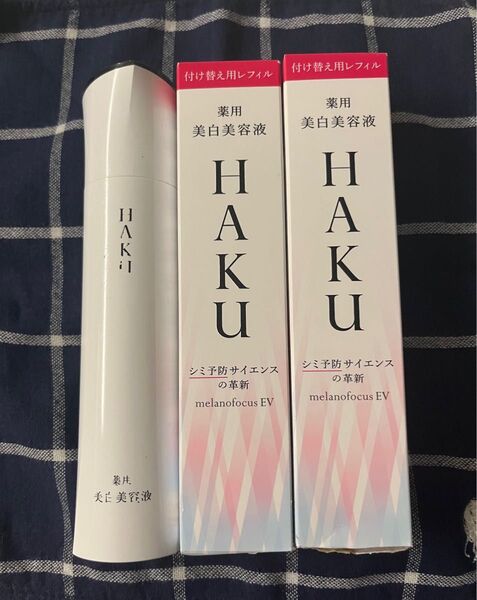 HAKU
薬用
美白美容液
付け替え用レフィル
薬用
美白美容液
HAKU
シミ予防サイエンス
の革新
melanofocus EV
付け替え用レフィル
薬用
美白美容液
HAKU
シミ予防サイエンス
の革新
melanofocus EV